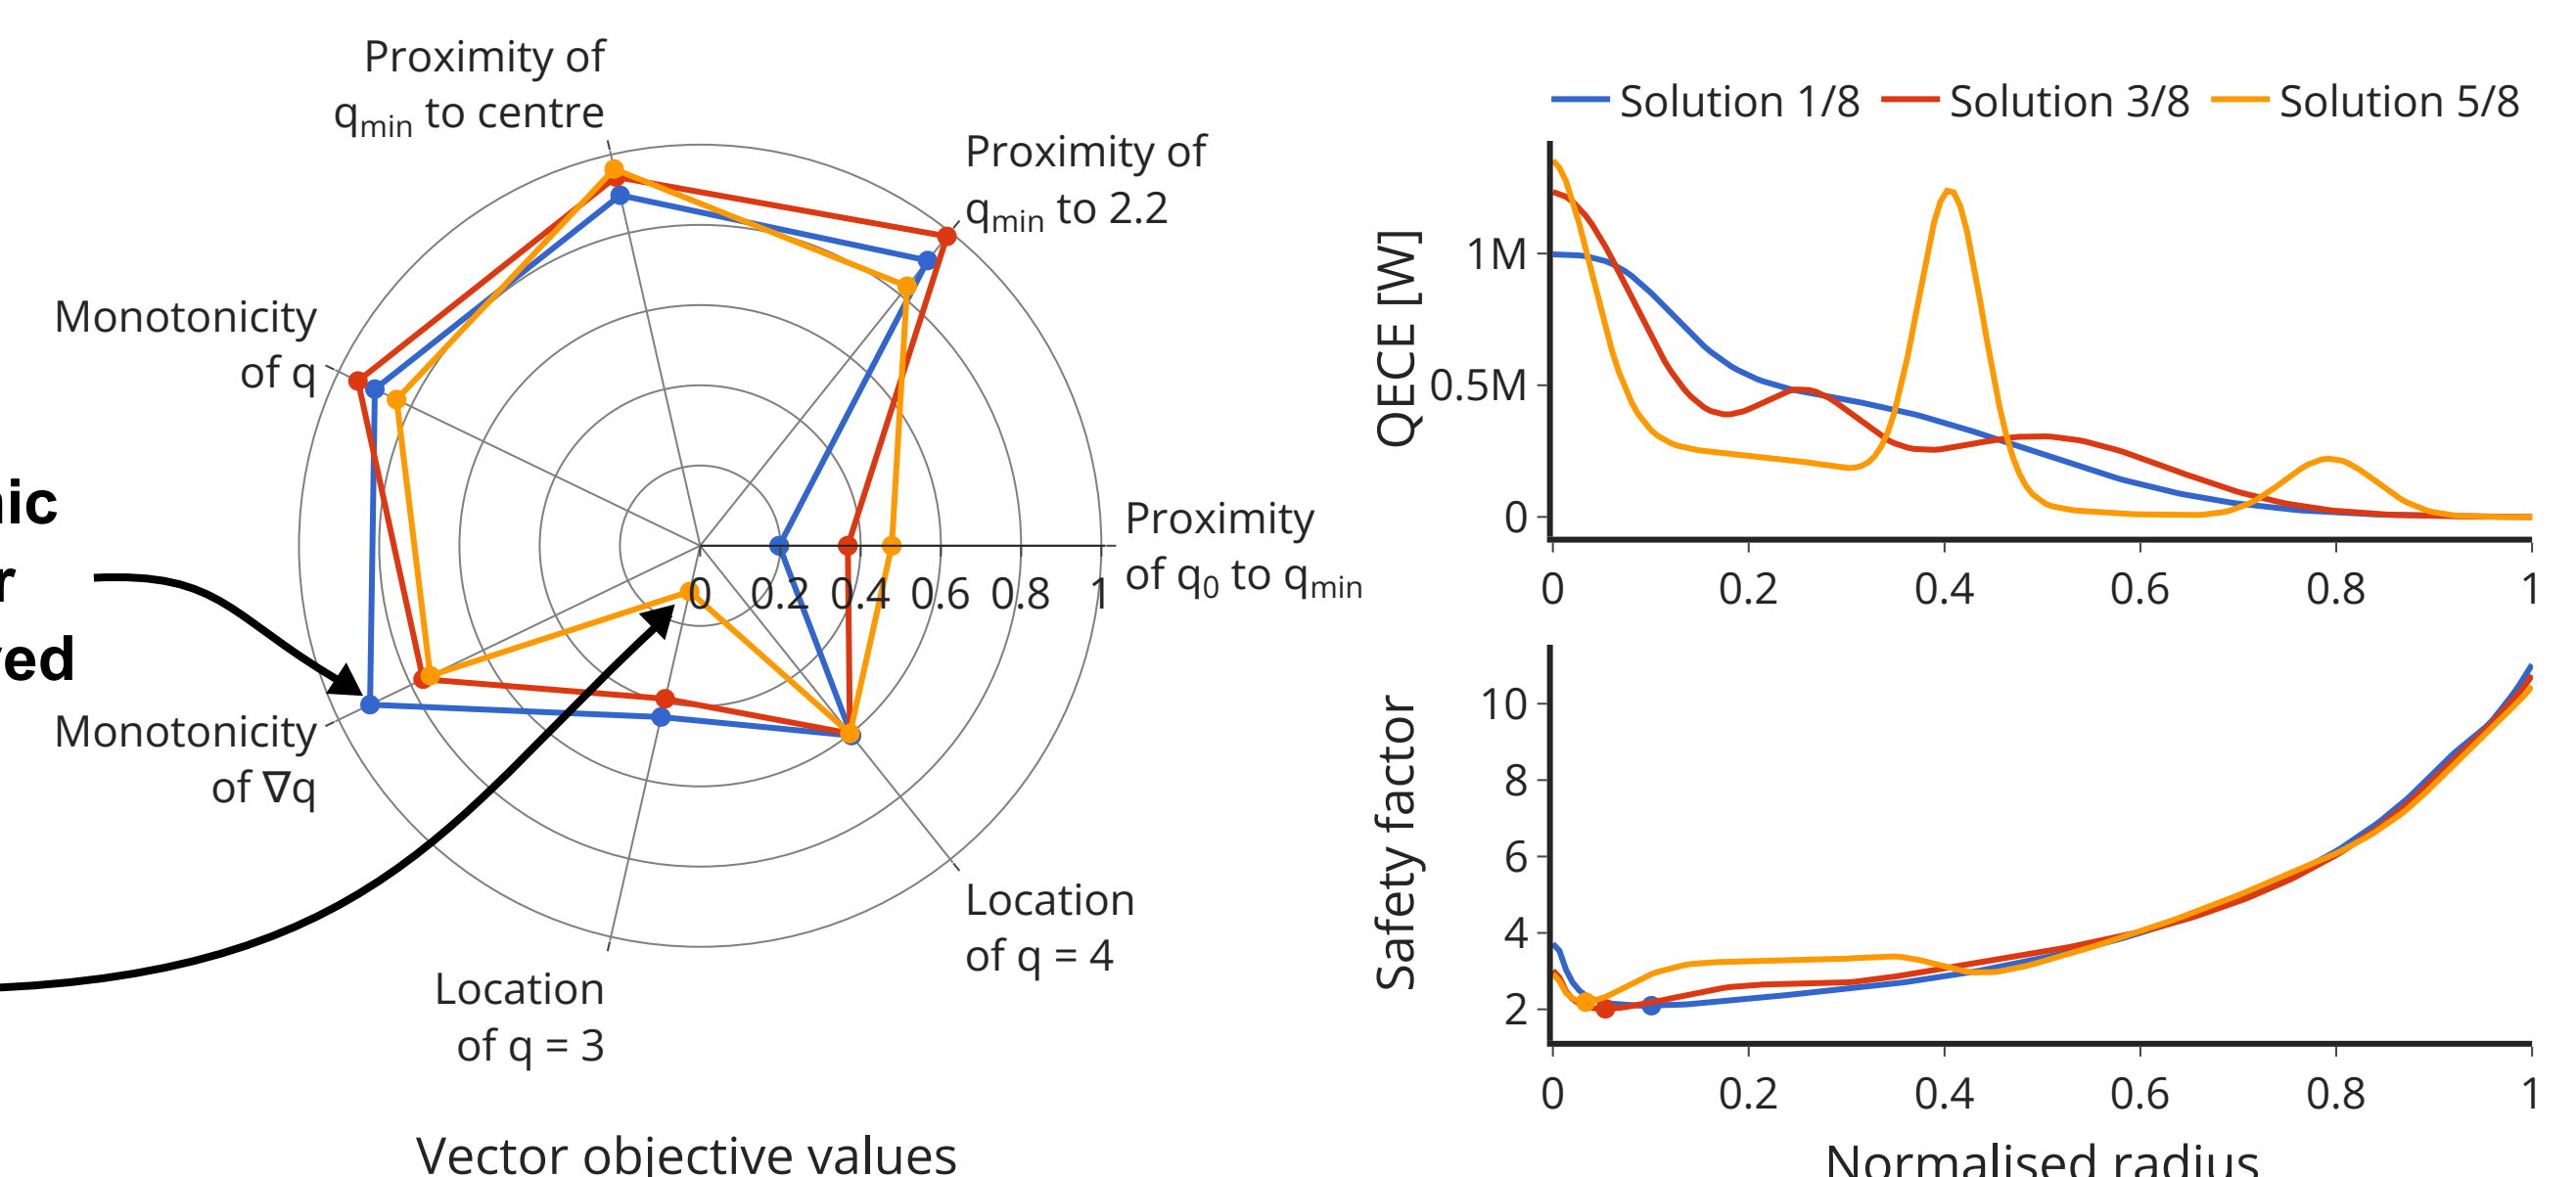 Proximity of
qmin to centre
Proximity of
qmin to 2.2
Monotonicity
of q
Proximity
of q0 to qmin
0 0.2 0.4 0.6 0.8 1
Monotonicity
of ∇q
Location
of q = 4
Location
of q = 3
Vector objective values
Solution 1/8 Solution 3/8 Solution 5/8
QECE [W]
1M
0.5M
0
0 0.2 0.4 0.6 0.8 1
Safety factor
10
8
6
4
2
0 0.2 0.4 0.6 0.8 1
Normalised radius